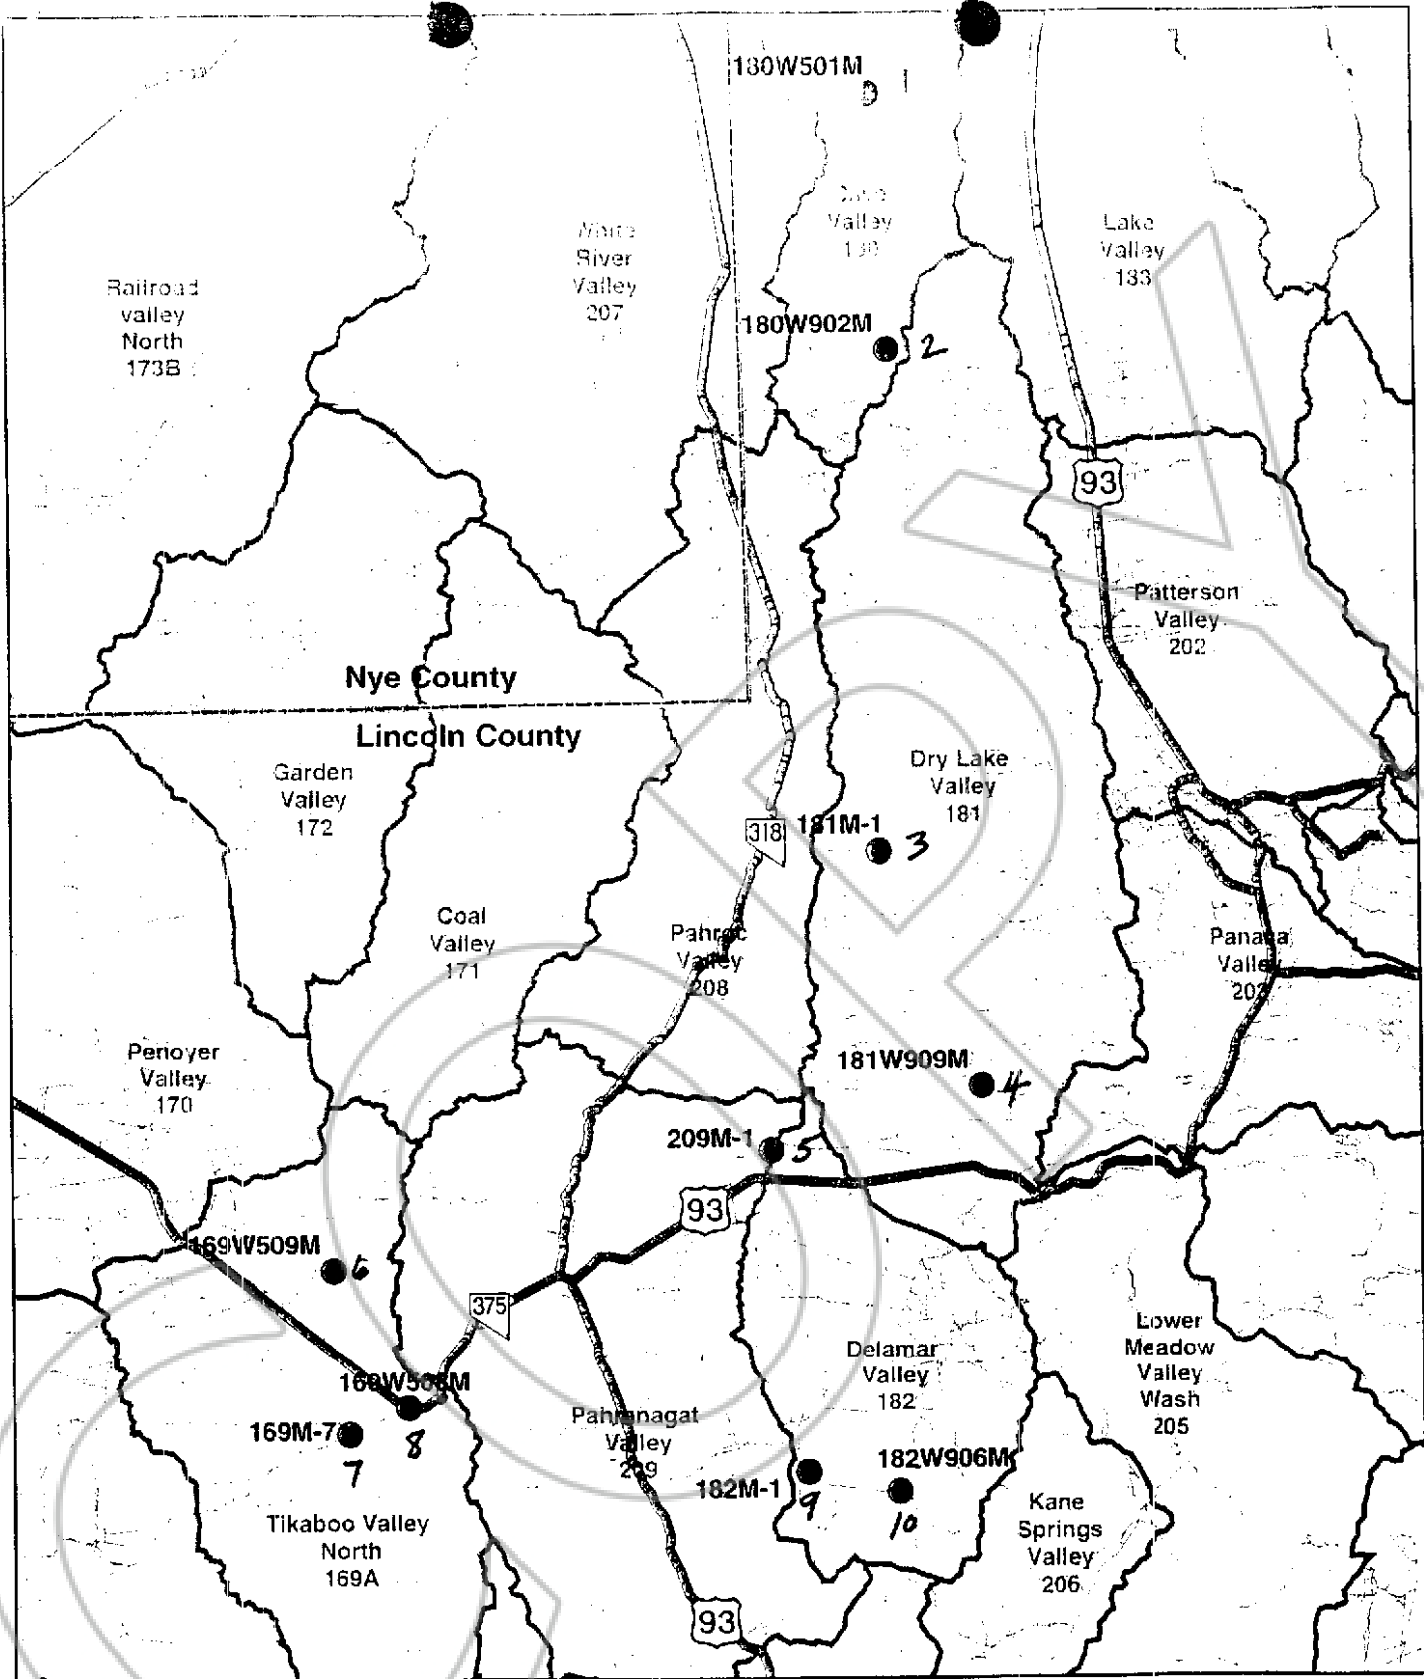 180W501M
1
Valley
White
River
Valley
207
Lake
Valley
183
Railroad
valley
North
173B
180W902M
2
93
Patterson
Valley
202
Nye County
Lincoln County
Garden
Valley
172
Dry Lake
Valley
181
318
181M-1
3
Coal
Valley
171
Pahroc
Valley
208
Panaca
Valley
203
Penoyer
Valley
170
181W909M
4
209M-1
5
93
169W509M
6
375
Lower
Meadow
Valley
Wash
205
Delamar
Valley
182
8
169M-7
7
Pahranagat
Valley
209
182M-1
9
182W906M
10
Kane
Springs
Valley
206
Tikaboo Valley
North
169A
93